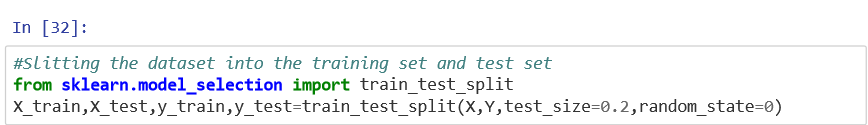 In [32]:
#Slitting the dataset into the training set and test set
from sklearn.model_selection import train_test_split
X_train,X_test,y_train,y_test=train_test_split(X,Y,test_size=0.2,random_state=0)